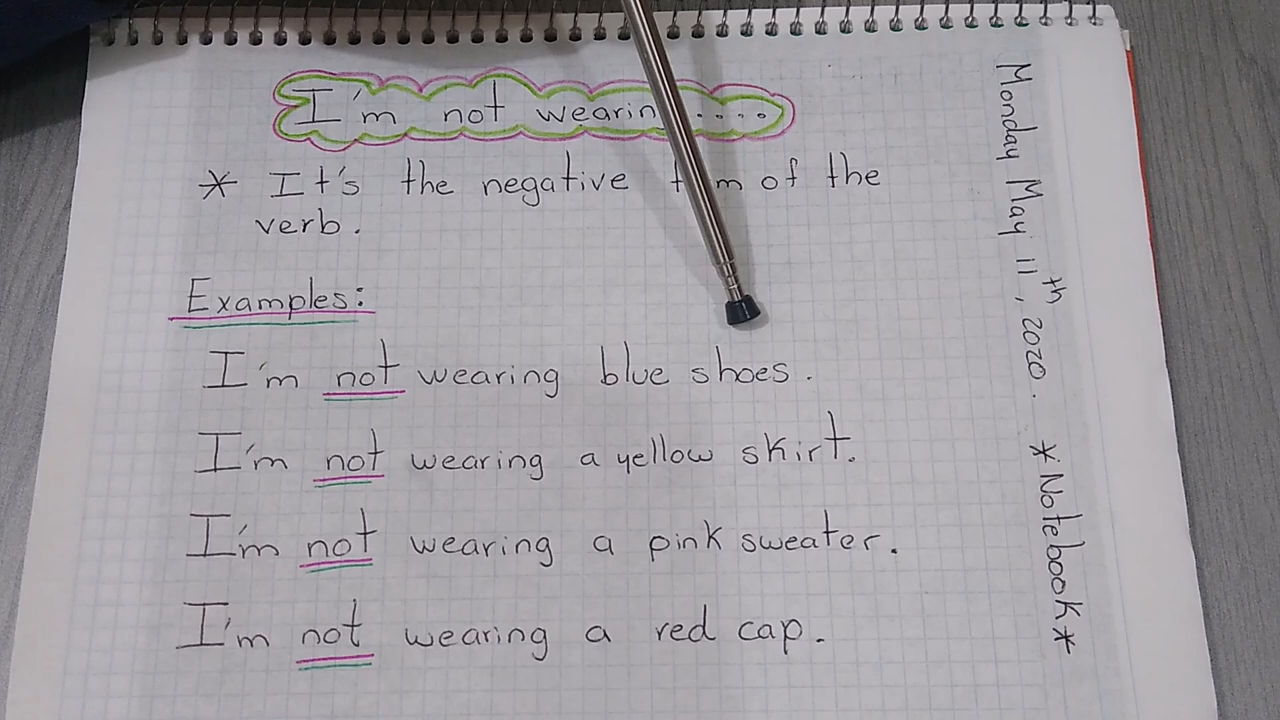 I'm not wearin ....
* It's the negative of the
verb.
Examples:
I'm not wearing blue shoes.
I'm not wearing a yellow skirt.
I'm not wearing a pink sweater.
I'm not wearing a red cap.
Monday May 11th, 2020. *Notebook*